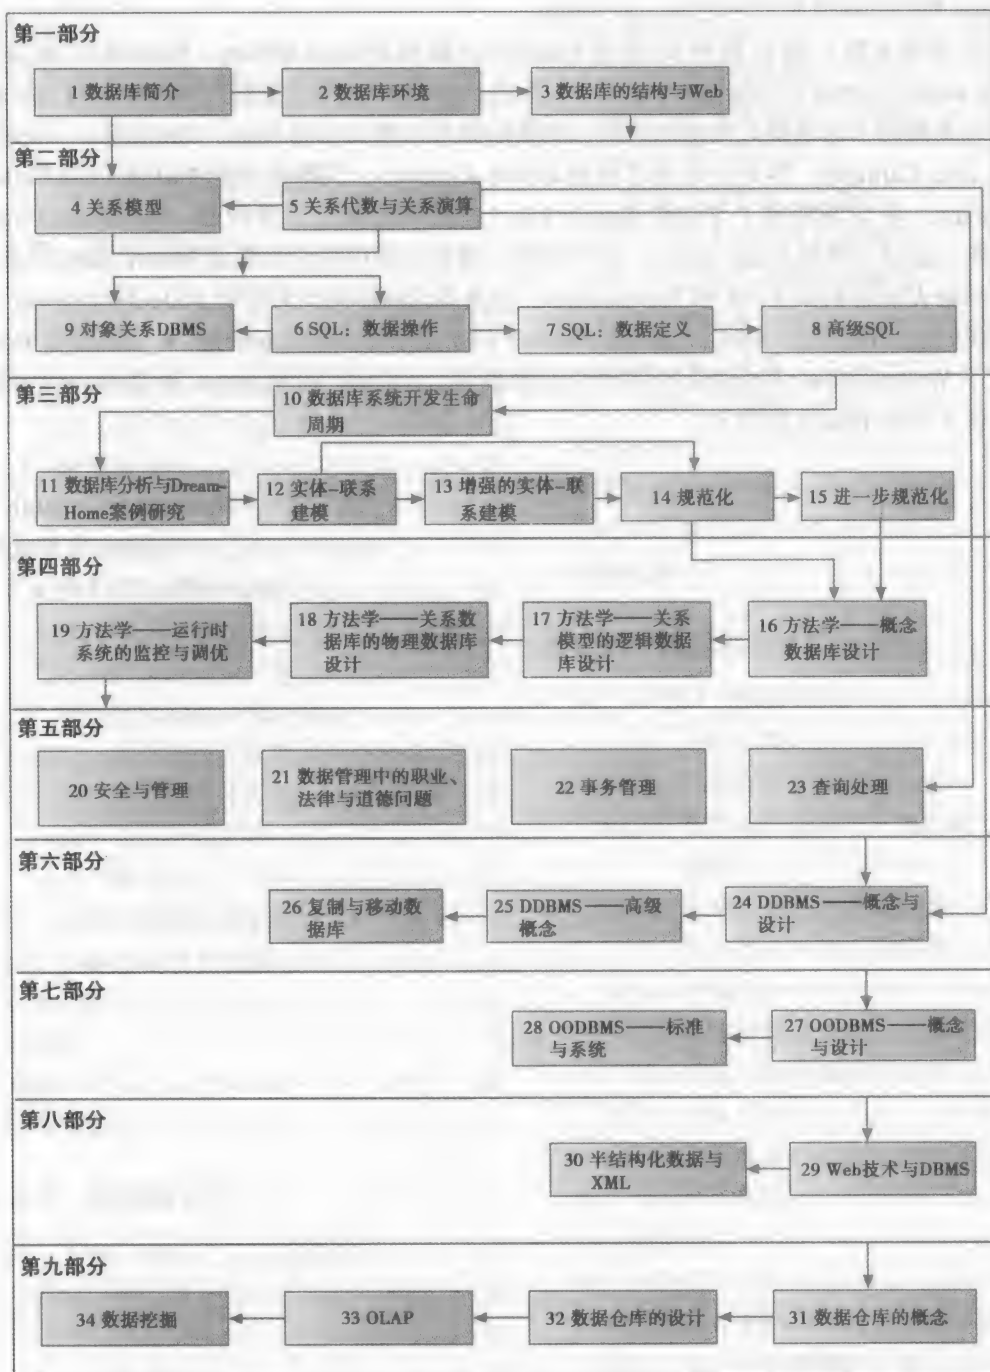 第一部分
1 数据库简介
2 数据库环境
3 数据库的结构与Web
第二部分
4 关系模型
5 关系代数与关系演算
9 对象关系DBMS
6 SQL：数据操作
7 SQL：数据定义
8 高级SQL
第三部分
10 数据库系统开发生命
周期
11 数据库分析与Dream-
Home案例研究
12 实体-联系
建模
13 增强的实体-联
系建模
14 规范化
15 进一步规范化
第四部分
19 方法学——运行时
系统的监控与调优
18 方法学——关系数
据库的物理数据库
设计
17 方法学——关系
模型的逻辑数据
库设计
16 方法学——概念
数据库设计
第五部分
20 安全与管理
21 数据管理中的职业、
法律与道德问题
22 事务管理
23 查询处理
第六部分
26 复制与移动数
据库
25 DDBMS——高级
概念
24 DDBMS——概念与
设计
第七部分
28 OODBMS——标准
与系统
27 OODBMS——概念
与设计
第八部分
30 半结构化数据与
XML
29 Web技术与DBMS
第九部分
34 数据挖掘
33 OLAP
32 数据仓库的设计
31 数据仓库的概念